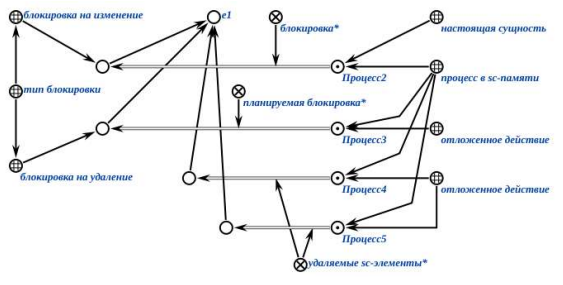 блокировка на изменение
e1
блокировка*
настоящая сущность
Процесс2
процесс в sc-памяти
тип блокировки
планируемая блокировка*
Процесс3
отложенное действие
блокировка на удаление
Процесс4
отложенное действие
Процесс5
удаляемые sc-элементы*